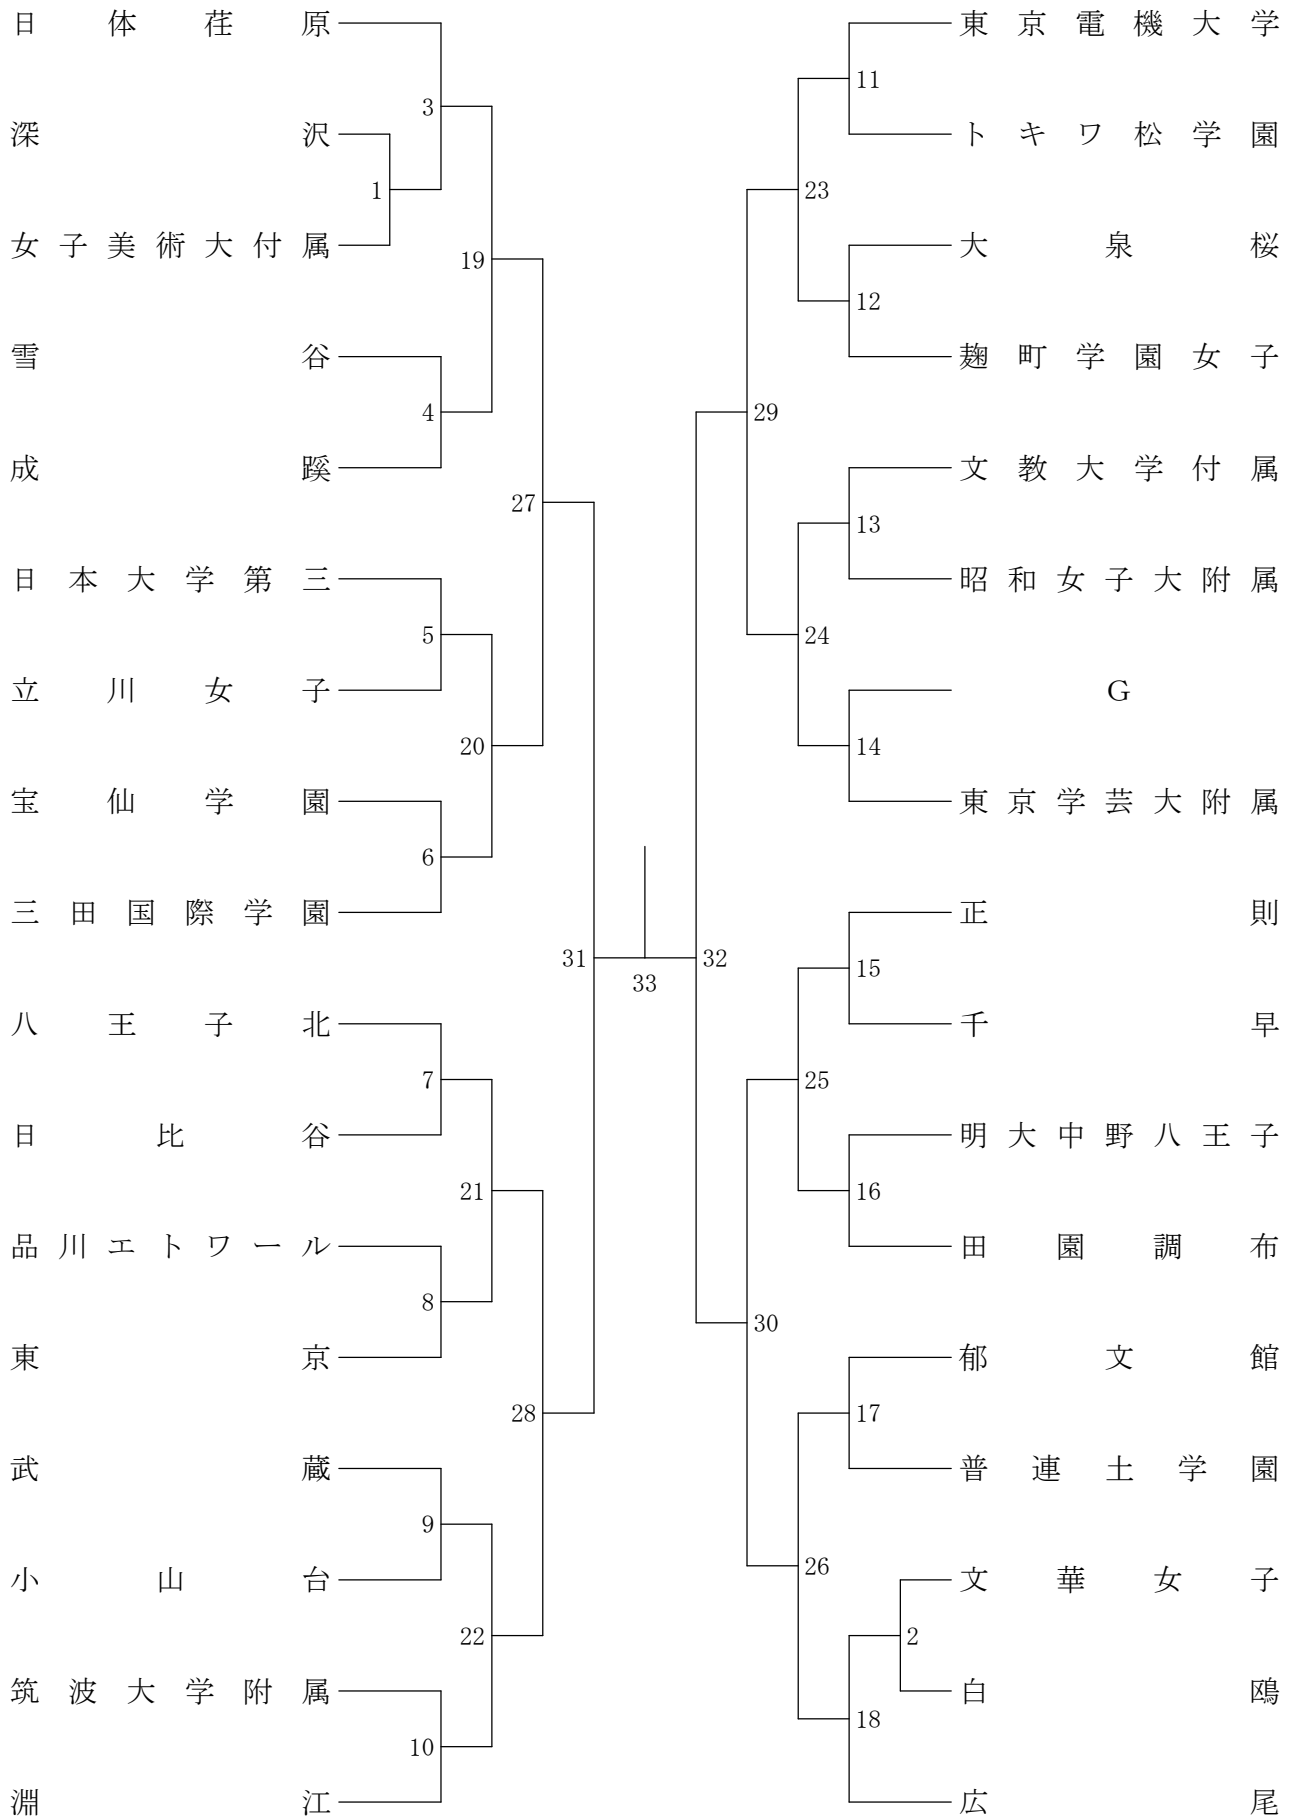 日体荏原
深沢
女子美術大付属
雪谷
成蹊
日本大学第三
立川女子
宝仙学園
三田国際学園
八王子北
日比谷
品川エトワール
東京
武蔵
小山台
筑波大学附属
淵江
3
1
19
4
27
5
20
6
31
7
21
8
28
9
22
10
33
32
11
23
12
29
13
24
14
15
25
16
30
17
26
2
18
東京電機大学
トキワ松学園
大泉桜
麹町学園女子
文教大学付属
昭和女子大附属
G
東京学芸大附属
正則
千早
明大中野八王子
田園調布
郁文館
普連土学園
文華女子
白鴎
広尾